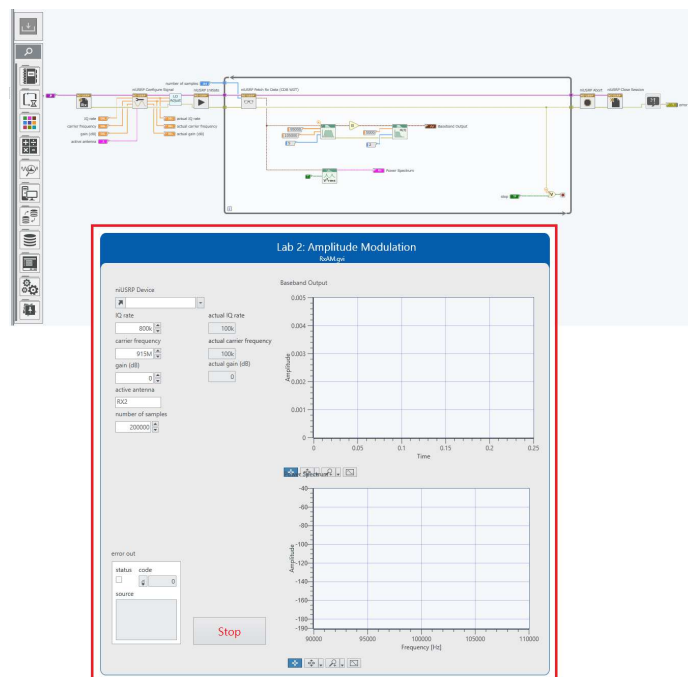 number of samples
niUSRP Configure Signal
niUSRP Initiate
niUSRP Fetch Rx Data (CDB WDT)
niUSRP Abort
niUSRP Close Session
error
IQ rate
actual IQ rate
carrier frequency
actual carrier frequency
gain (dB)
actual gain (dB)
active antenna
Baseband Output
Power Spectrum
stop
i
Lab 2: Amplitude Modulation
RxAM.gvi
niUSRP Device
IQ rate
actual IQ rate
800k
100k
carrier frequency
actual carrier frequency
915M
100k
gain (dB)
actual gain (dB)
0
0
active antenna
RX2
number of samples
200000
error out
status
code
0
source
Stop
Baseband Output
Amplitude
0.005
0.004
0.003
0.002
0.001
0
0
0.05
0.1
0.15
0.2
0.25
Time
Spectrum
Amplitude
-40
-60
-80
-100
-120
-140
-160
-180
-190
90000
95000
100000
105000
110000
Frequency [Hz]